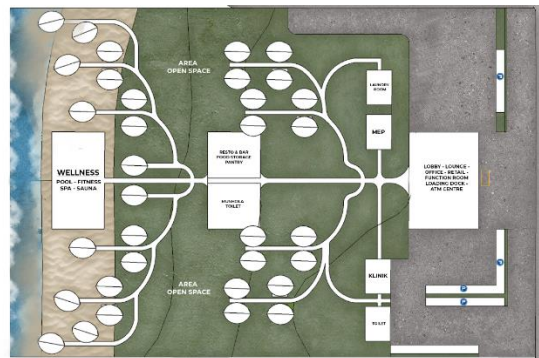 AREA
OPEN SPACE
LAUNDRY
ROOM
MEP
RESTO & BAR
FOOD STORAGE
PANTRY
WELLNESS
POOL - FITNESS
SPA - SAUNA
LOBBY - LOUNGE -
OFFICE - RETAIL -
FUNCTION ROOM
LOADING DOCK -
ATM CENTRE
TOILET
KLINIK
AREA
OPEN SPACE
TOILET
P
P
P
P